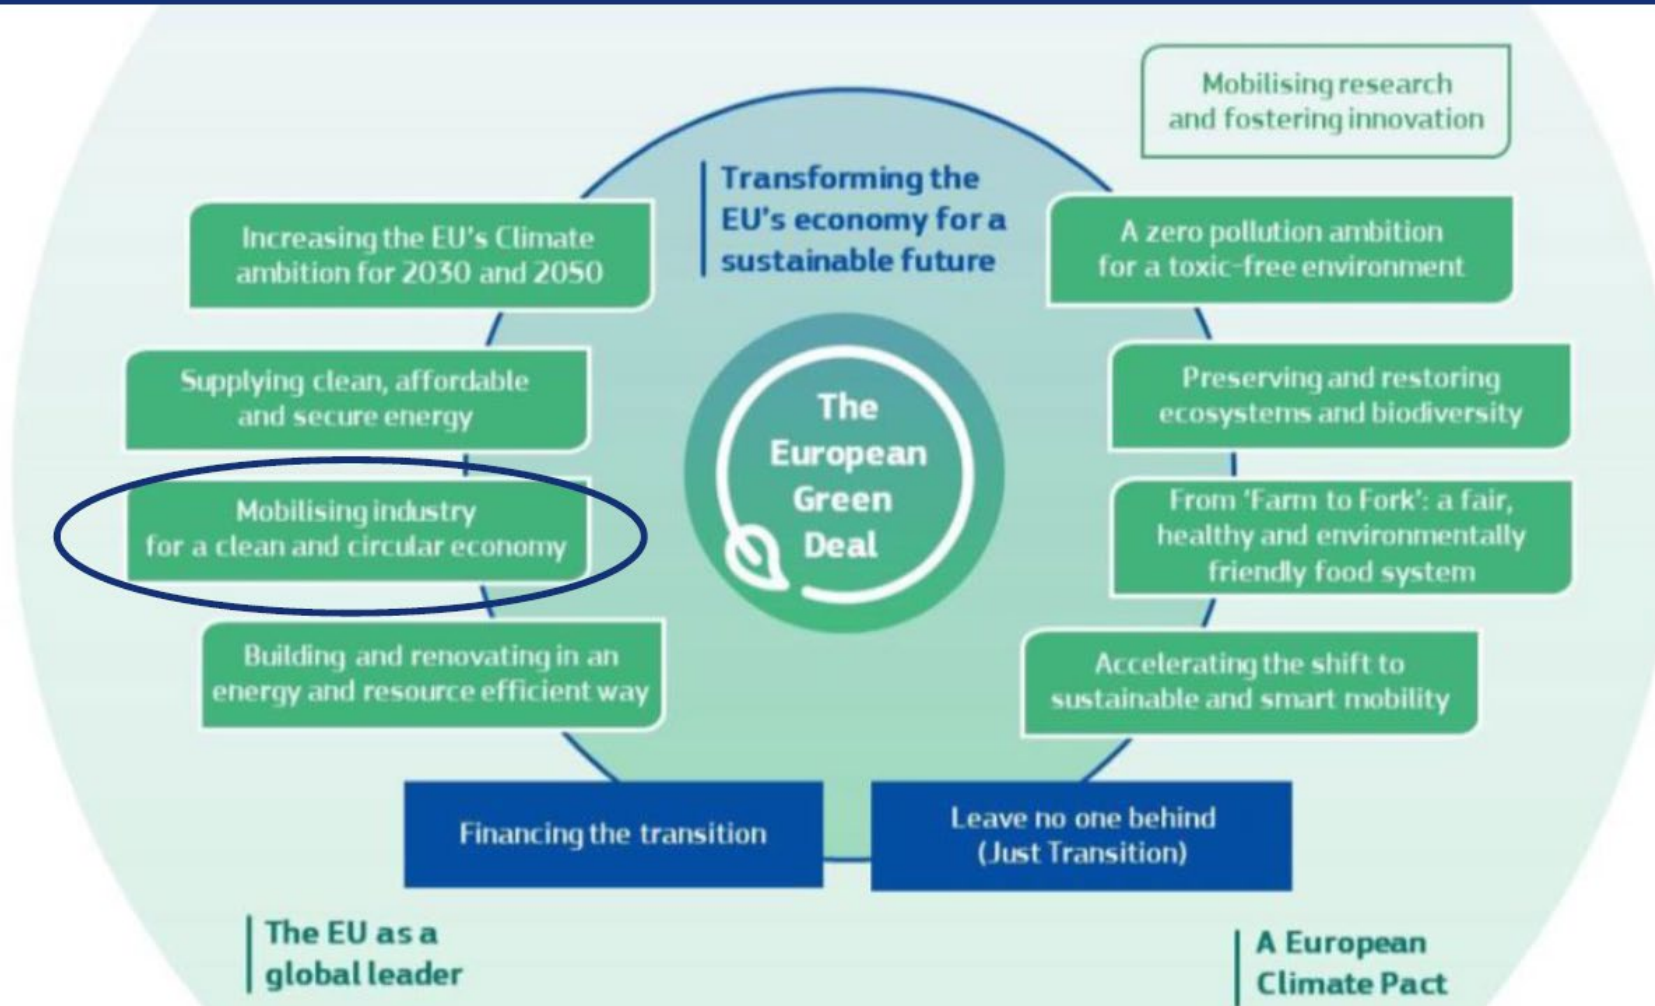 Mobilising research
and fostering innovation
Transforming the
EU's economy for a
sustainable future
Increasing the EU's Climate
ambition for 2030 and 2050
A zero pollution ambition
for a toxic-free environment
Supplying clean, affordable
and secure energy
Preserving and restoring
ecosystems and biodiversity
The
European
Green
Deal
Mobilising industry
for a clean and circular economy
From 'Farm to Fork': a fair,
healthy and environmentally
friendly food system
Building and renovating in an
energy and resource efficient way
Accelerating the shift to
sustainable and smart mobility
Financing the transition
Leave no one behind
(Just Transition)
The EU as a
global leader
A European
Climate Pact